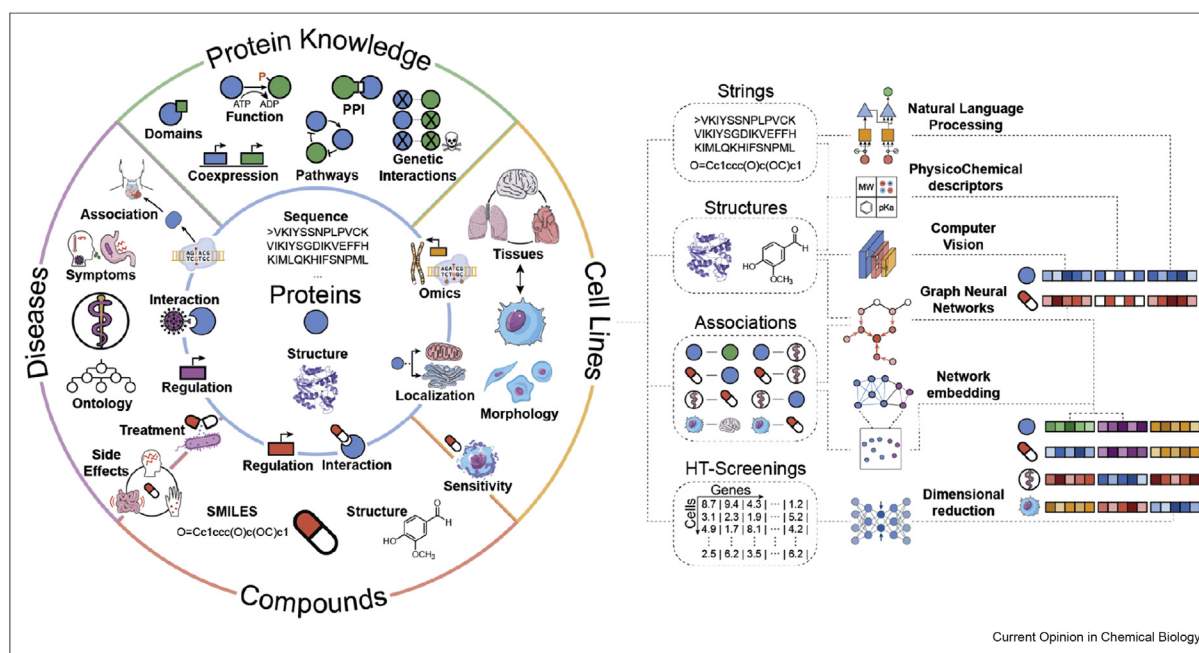 Protein Knowledge
P
ATP
ADP
Function
PPI
Domains
Coexpression
Pathways
Genetic
Interactions
Diseases
Association
Symptoms
Ontology
Treatment
Side
Effects
Interaction
Regulation
Sequence
>VKIYSSNPLPVCK
VIKIYSGDIKVEFFH
KIMLQKHIFSNPML
...
Proteins
Structure
Regulation
Interaction
Omics
Localization
Tissues
Morphology
Cell Lines
Sensitivity
SMILES
O=Cc1ccc(O)c(OC)c1
Structure
O
H
HO
OCH3
Compounds
Strings
>VKIYSSNPLPVCK
VIKIYSGDIKVEFFH
KIMLQKHIFSNPML
O=Cc1ccc(O)c(OC)c1
Structures
O
H
HO
OCH3
Associations
HT-Screenings
Genes
Cells
8.7 | 9.4 | 4.3 | ··· | 1.2 |
3.1 | 2.3 | 1.9 | ··· | 5.2 |
4.9 | 1.7 | 8.1 | ··· | 4.2 |
2.5 | 6.2 | 3.5 | ··· | 6.2 |
Natural Language
Processing
PhysicoChemical
descriptors
MW
pKa
Computer
Vision
Graph Neural
Networks
Network
embedding
Dimensional
reduction
Current Opinion in Chemical Biology